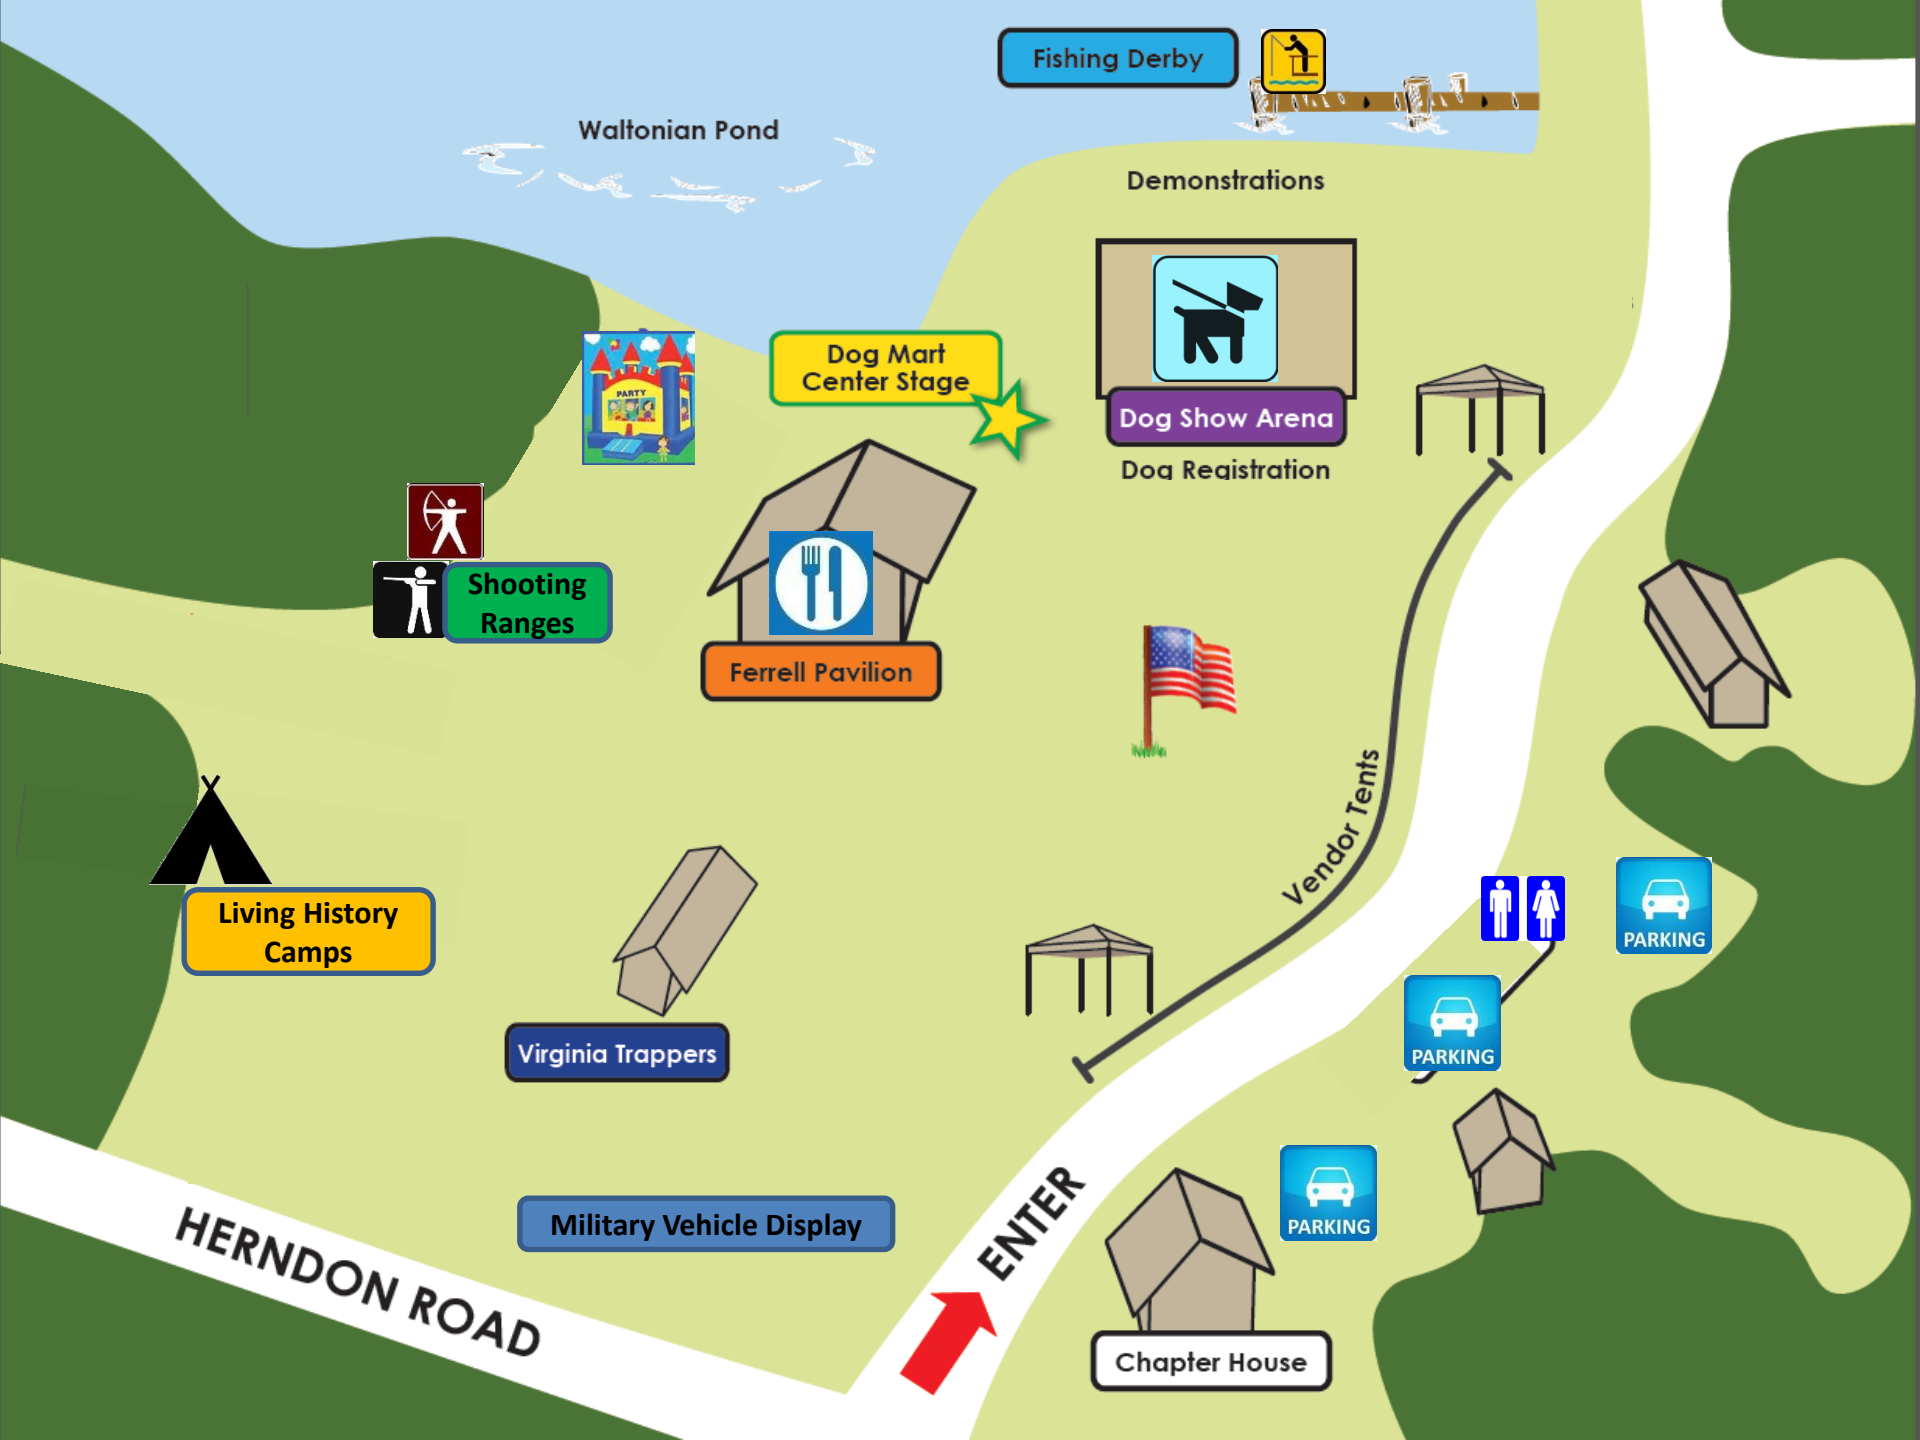 Fishing Derby
Waltonian Pond
Demonstrations
Dog Mart
Center Stage
PARTY
Dog Show Arena
Dog Registration
Shooting
Ranges
Ferrell Pavilion
Vendor Tents
Living History
Camps
PARKING
PARKING
Virginia Trappers
PARKING
Military Vehicle Display
ENTER
HERNDON ROAD
Chapter House